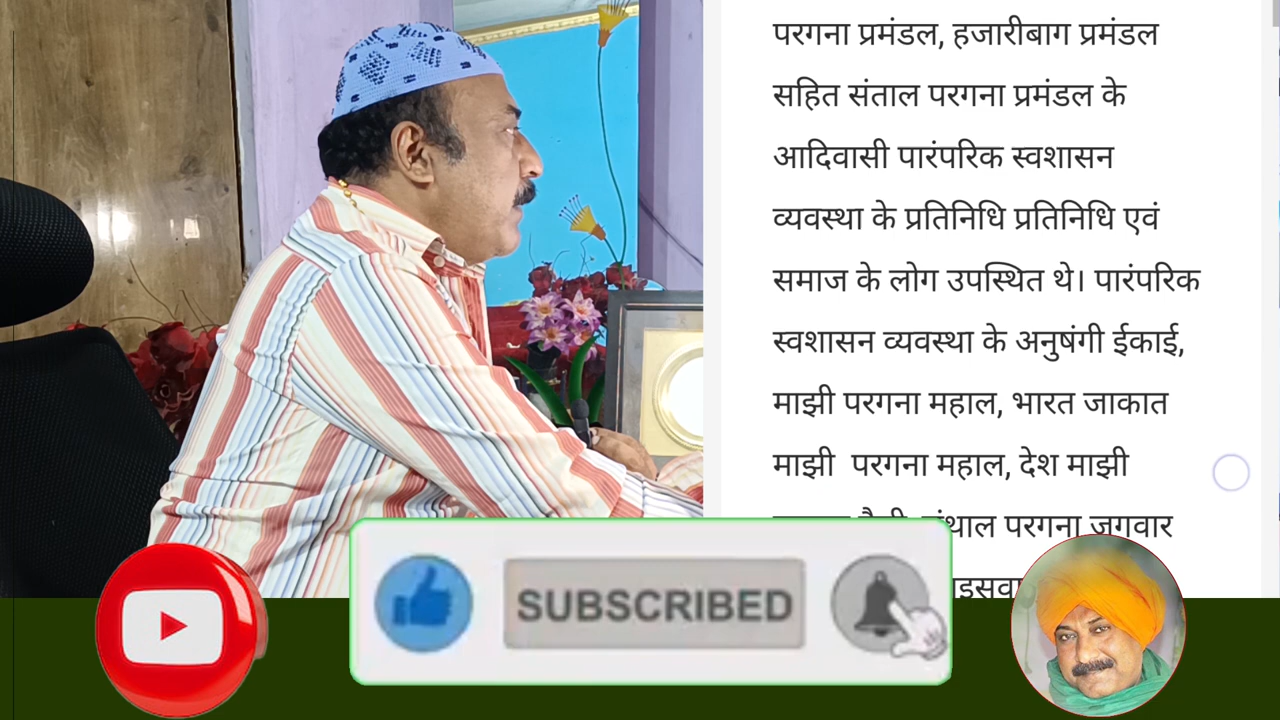 परगना प्रमंडल, हजारीबाग प्रमंडल
सहित संताल परगना प्रमंडल के
आदिवासी पारंपरिक स्वशासन
व्यवस्था के प्रतिनिधि प्रतिनिधि एवं
समाज के लोग उपस्थित थे। पारंपरिक
स्वशासन व्यवस्था के अनुषंगी ईकाई,
माझी परगना महाल, भारत जाकात
माझी परगना महाल, देश माझी
परगना जगवार
SUBSCRIBED